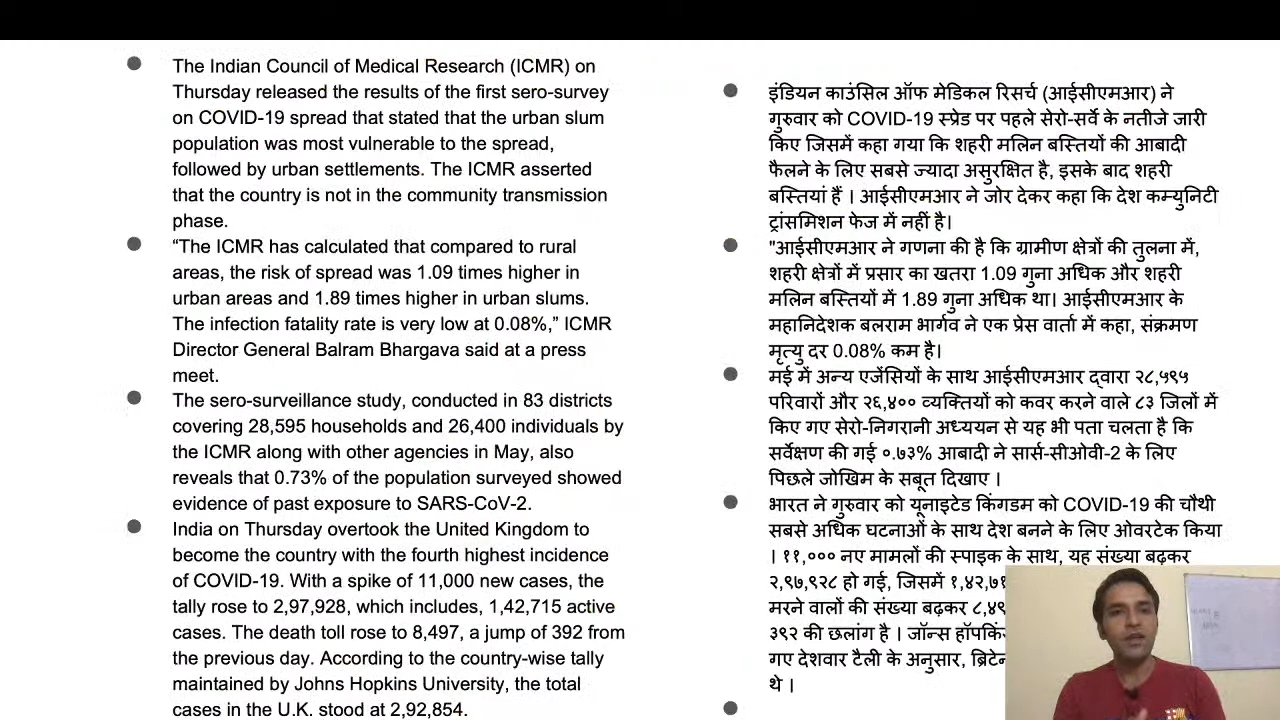 The Indian Council of Medical Research (ICMR) on
Thursday released the results of the first sero-survey
on COVID-19 spread that stated that the urban slum
population was most vulnerable to the spread,
followed by urban settlements. The ICMR asserted
that the country is not in the community transmission
phase.
“The ICMR has calculated that compared to rural
areas, the risk of spread was 1.09 times higher in
urban areas and 1.89 times higher in urban slums.
The infection fatality rate is very low at 0.08%,” ICMR
Director General Balram Bhargava said at a press
meet.
The sero-surveillance study, conducted in 83 districts
covering 28,595 households and 26,400 individuals by
the ICMR along with other agencies in May, also
reveals that 0.73% of the population surveyed showed
evidence of past exposure to SARS-CoV-2.
India on Thursday overtook the United Kingdom to
become the country with the fourth highest incidence
of COVID-19. With a spike of 11,000 new cases, the
tally rose to 2,97,928, which includes, 1,42,715 active
cases. The death toll rose to 8,497, a jump of 392 from
the previous day. According to the country-wise tally
maintained by Johns Hopkins University, the total
cases in the U.K. stood at 2,92,854.
इंडियन काउंसिल ऑफ मेडिकल रिसर्च (आईसीएमआर) ने
गुरुवार को COVID-19 स्प्रेड पर पहले सेरो-सर्वे के नतीजे जारी
किए जिसमें कहा गया कि शहरी मलिन बस्तियों की आबादी
फैलने के लिए सबसे ज्यादा असुरक्षित है, इसके बाद शहरी
बस्तियां हैं । आईसीएमआर ने जोर देकर कहा कि देश कम्युनिटी
ट्रांसमिशन फेज में नहीं है।
"आईसीएमआर ने गणना की है कि ग्रामीण क्षेत्रों की तुलना में,
शहरी क्षेत्रों में प्रसार का खतरा 1.09 गुना अधिक और शहरी
मलिन बस्तियों में 1.89 गुना अधिक था। आईसीएमआर के
महानिदेशक बलराम भार्गव ने एक प्रेस वार्ता में कहा, संक्रमण
मृत्यु दर 0.08% कम है।
मई में अन्य एजेंसियों के साथ आईसीएमआर द्वारा २८,५९५
परिवारों और २६,४०० व्यक्तियों को कवर करने वाले ८३ जिलों में
किए गए सेरो-निगरानी अध्ययन से यह भी पता चलता है कि
सर्वेक्षण की गई ०.७३% आबादी ने सार्स-सीओवी-2 के लिए
पिछले जोखिम के सबूत दिखाए ।
भारत ने गुरुवार को यूनाइटेड किंगडम को COVID-19 की चौथी
सबसे अधिक घटनाओं के साथ देश बनने के लिए ओवरटेक किया
। ११,००० नए मामलों की स्पाइक के साथ, यह संख्या बढ़कर
२,९७,९२८ हो गई, जिसमें १,४२,७१
मरने वालों की संख्या बढ़कर ८,४९
३९२ की छलांग है । जॉन्स हॉपकिं
गए देशवार टैली के अनुसार, ब्रिटेन
थे ।